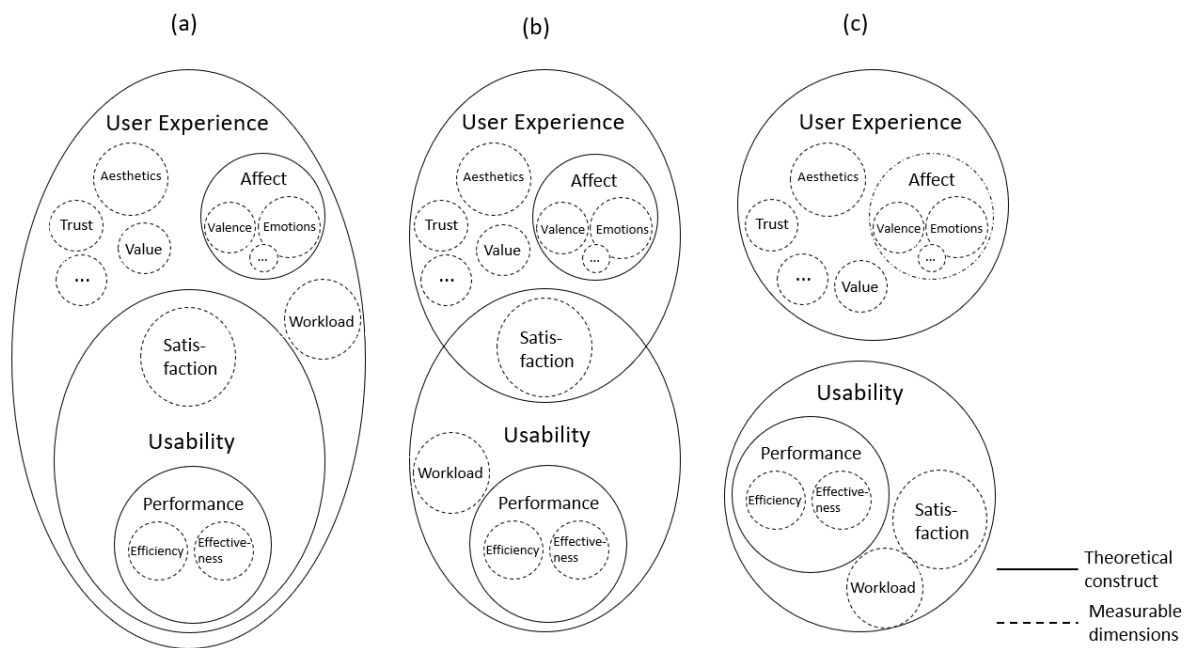 (a)
User Experience
Aesthetics
Affect
Trust
Valence
Emotions
Value
...
...
Workload
Satis-
faction
Usability
Performance
Efficiency
Effective-
ness
(b)
User Experience
Aesthetics
Affect
Trust
Valence
Emotions
Value
...
...
Satis-
faction
Usability
Workload
Performance
Efficiency
Effective-
ness
(c)
User Experience
Aesthetics
Affect
Trust
Valence
Emotions
...
...
Value
Usability
Performance
Efficiency
Effective-
ness
Satis-
faction
Workload
Theoretical
construct
Measurable
dimensions